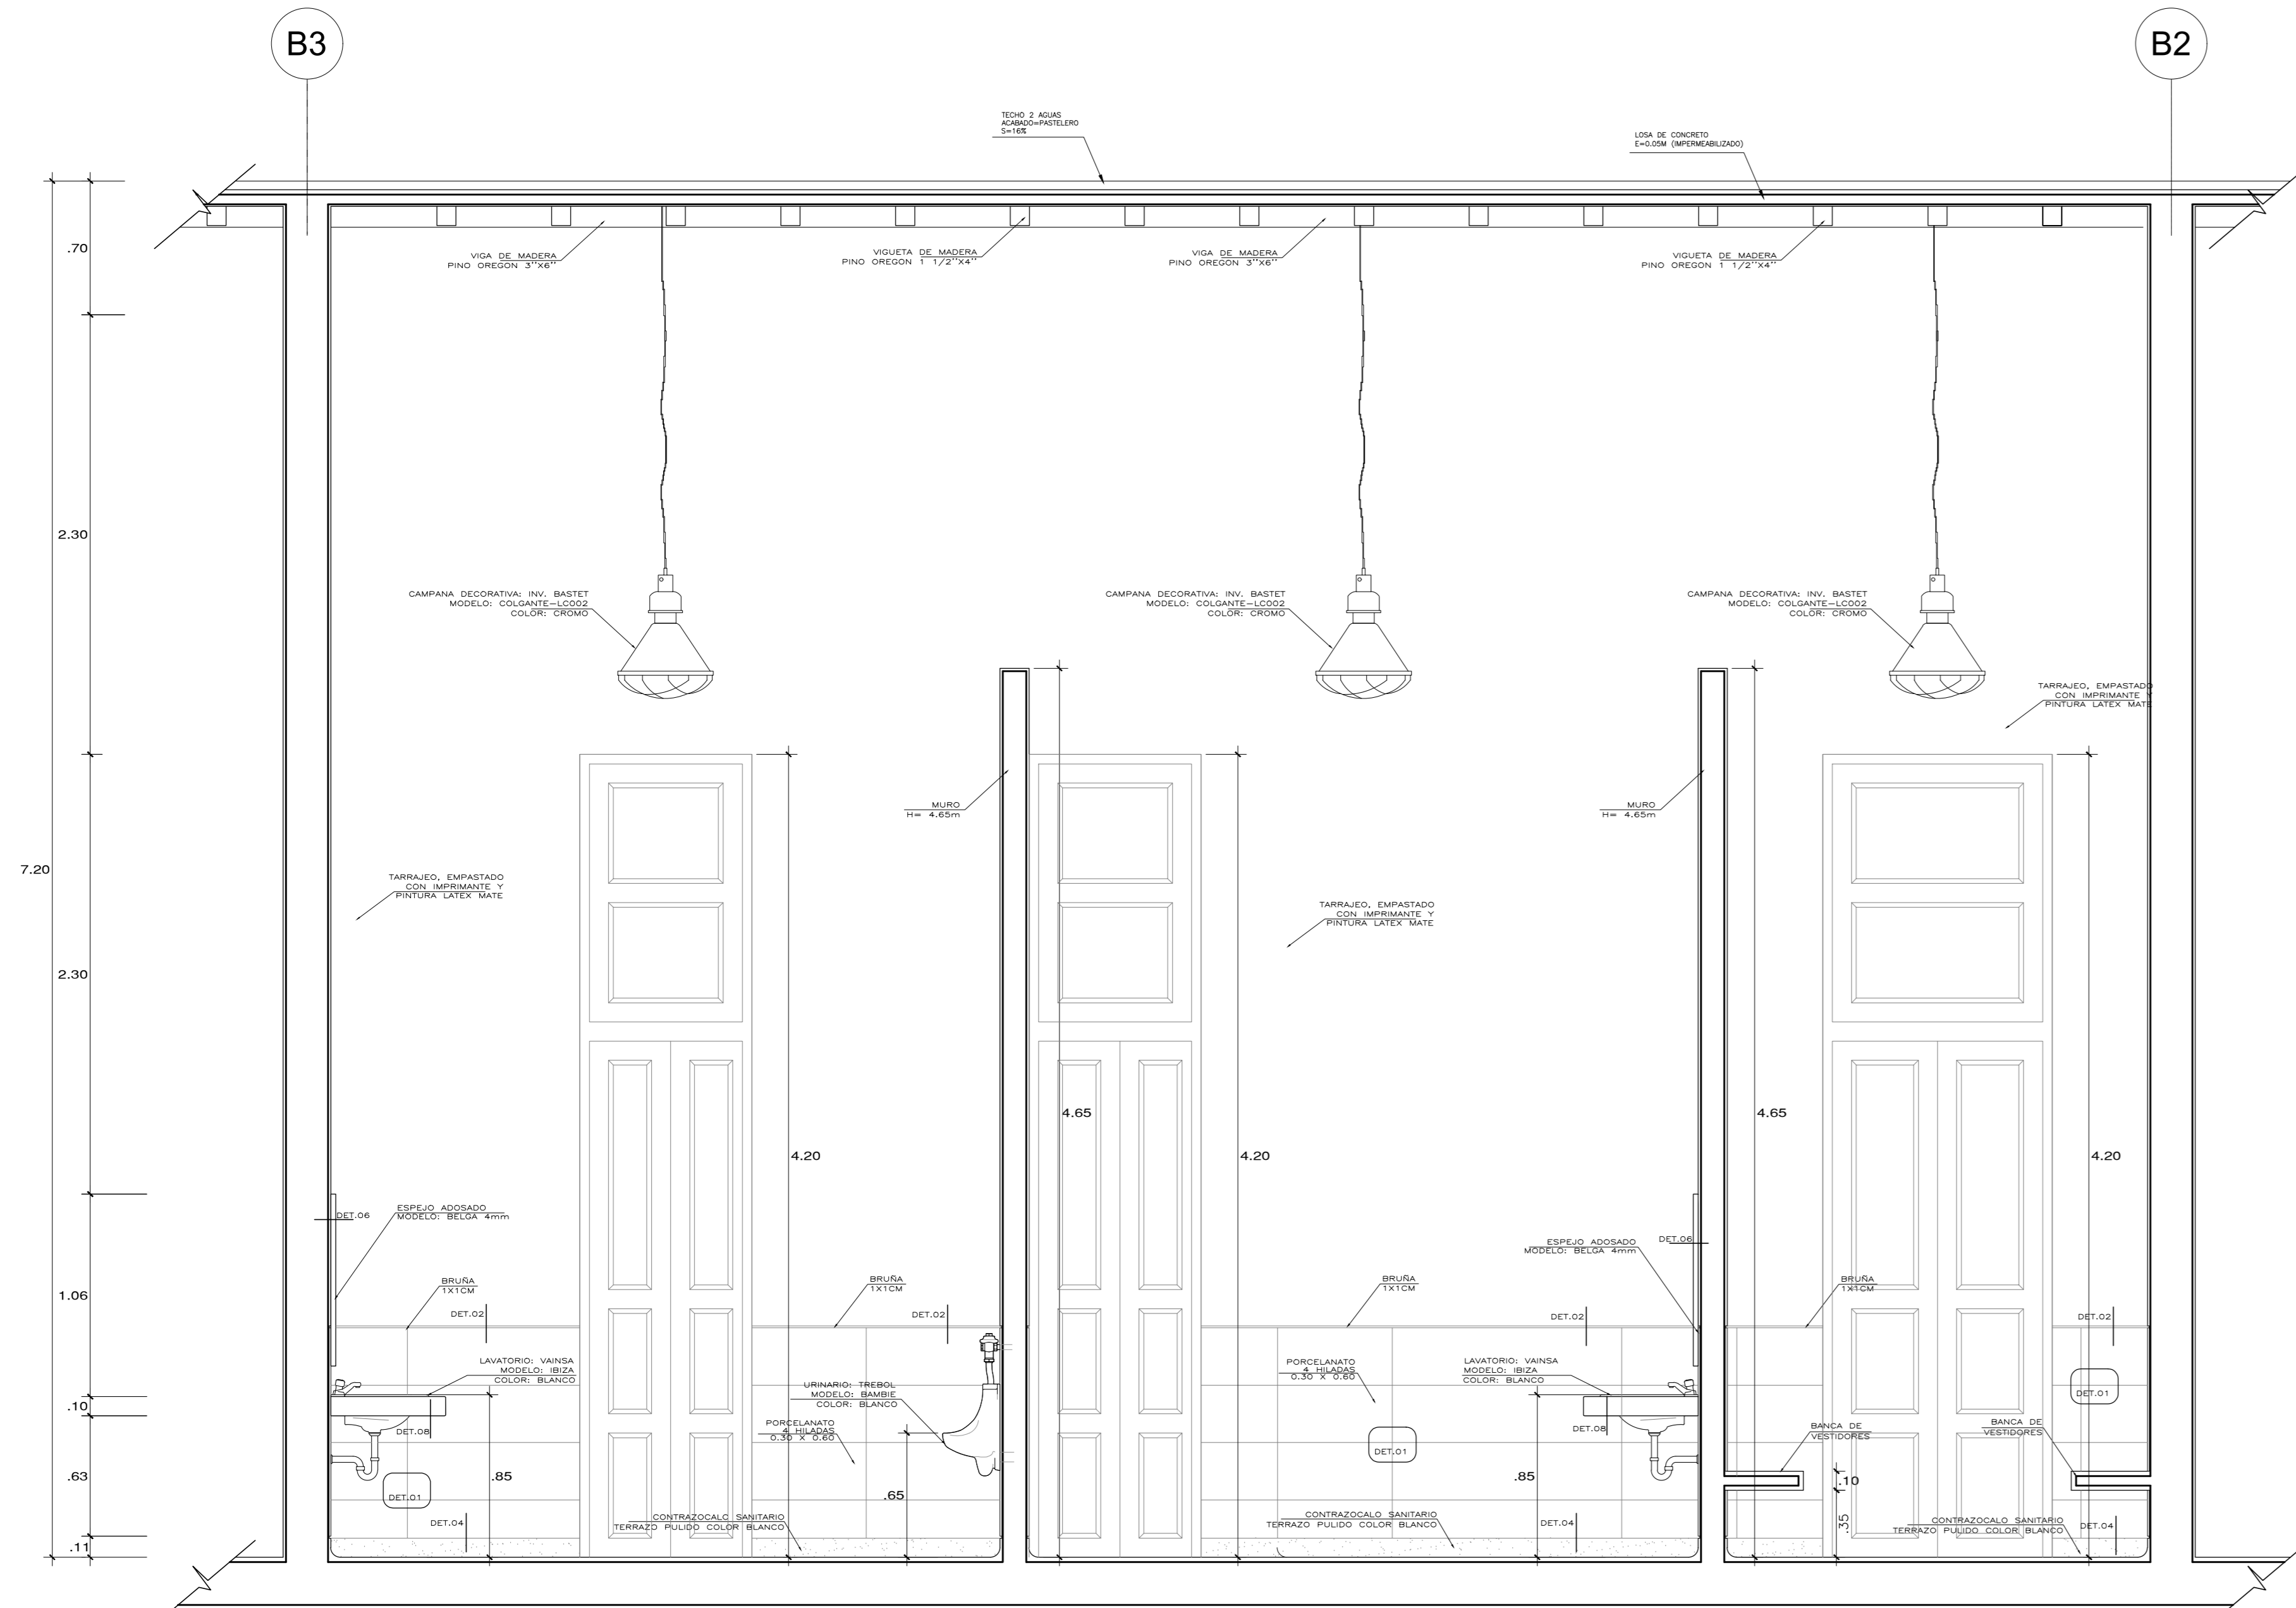 B3
B2
TECHO 2 AGUAS
ACABADO=PASTELERO
S=16%
LOSA DE CONCRETO
E=0.05M (IMPERMEABILIZADO)
.70
VIGA DE MADERA
PINO OREGON 3''X6''
VIGUETA DE MADERA
PINO OREGON 1 1/2''X4''
VIGA DE MADERA
PINO OREGON 3''X6''
VIGUETA DE MADERA
PINO OREGON 1 1/2''X4''
2.30
CAMPANA DECORATIVA: INV. BASTET
MODELO: COLGANTE-LC002
COLOR: CROMO
CAMPANA DECORATIVA: INV. BASTET
MODELO: COLGANTE-LC002
COLOR: CROMO
CAMPANA DECORATIVA: INV. BASTET
MODELO: COLGANTE-LC002
COLOR: CROMO
TARRAJEO, EMPASTADO
CON IMPRIMANTE Y
PINTURA LATEX MATE
MURO
H= 4.65m
MURO
H= 4.65m
7.20
TARRAJEO, EMPASTADO
CON IMPRIMANTE Y
PINTURA LATEX MATE
TARRAJEO, EMPASTADO
CON IMPRIMANTE Y
PINTURA LATEX MATE
2.30
4.65
4.65
4.20
4.20
4.20
DET.06
ESPEJO ADOSADO
MODELO: BELGA 4mm
ESPEJO ADOSADO
MODELO: BELGA 4mm
DET.06
1.06
BRUÑA
1X1CM
BRUÑA
1X1CM
BRUÑA
1X1CM
BRUÑA
1X1CM
DET.02
DET.02
DET.02
DET.02
LAVATORIO: VAINSA
MODELO: IBIZA
COLOR: BLANCO
URINARIO: TREBOL
MODELO: BAMBIE
COLOR: BLANCO
PORCELANATO
4 HILADAS
0.30 X 0.60
LAVATORIO: VAINSA
MODELO: IBIZA
COLOR: BLANCO
DET.01
.10
DET.08
PORCELANATO
4 HILADAS
0.30 X 0.60
DET.08
BANCA DE
VESTIDORES
BANCA DE
VESTIDORES
DET.01
.63
.85
.65
.85
.10
DET.01
DET.04
CONTRAZOCALO SANITARIO
TERRAZO PULIDO COLOR BLANCO
CONTRAZOCALO SANITARIO
TERRAZO PULIDO COLOR BLANCO
DET.04
.35
CONTRAZOCALO SANITARIO
TERRAZO PULIDO COLOR BLANCO
DET.04
.11